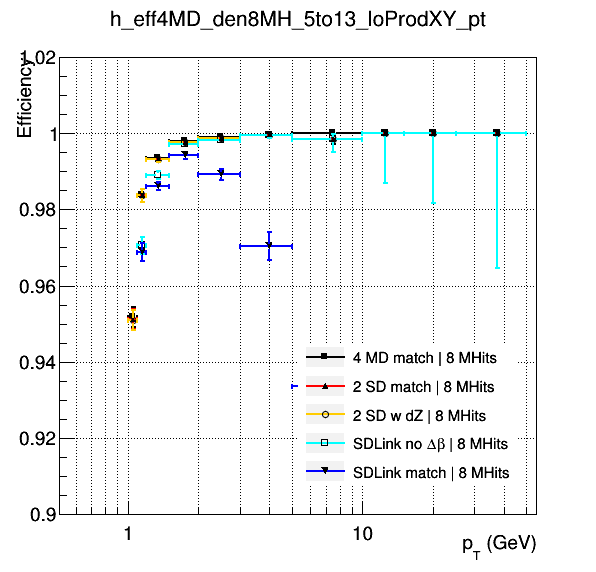 h_eff4MD_den8MH_5to13_loProdXY_pt
Efficiency
1.02
1
0.98
0.96
0.94
0.92
0.9
4 MD match | 8 MHits
2 SD match | 8 MHits
2 SD w dZ | 8 MHits
SDLink no Δβ | 8 MHits
SDLink match | 8 MHits
1
10
p_T (GeV)